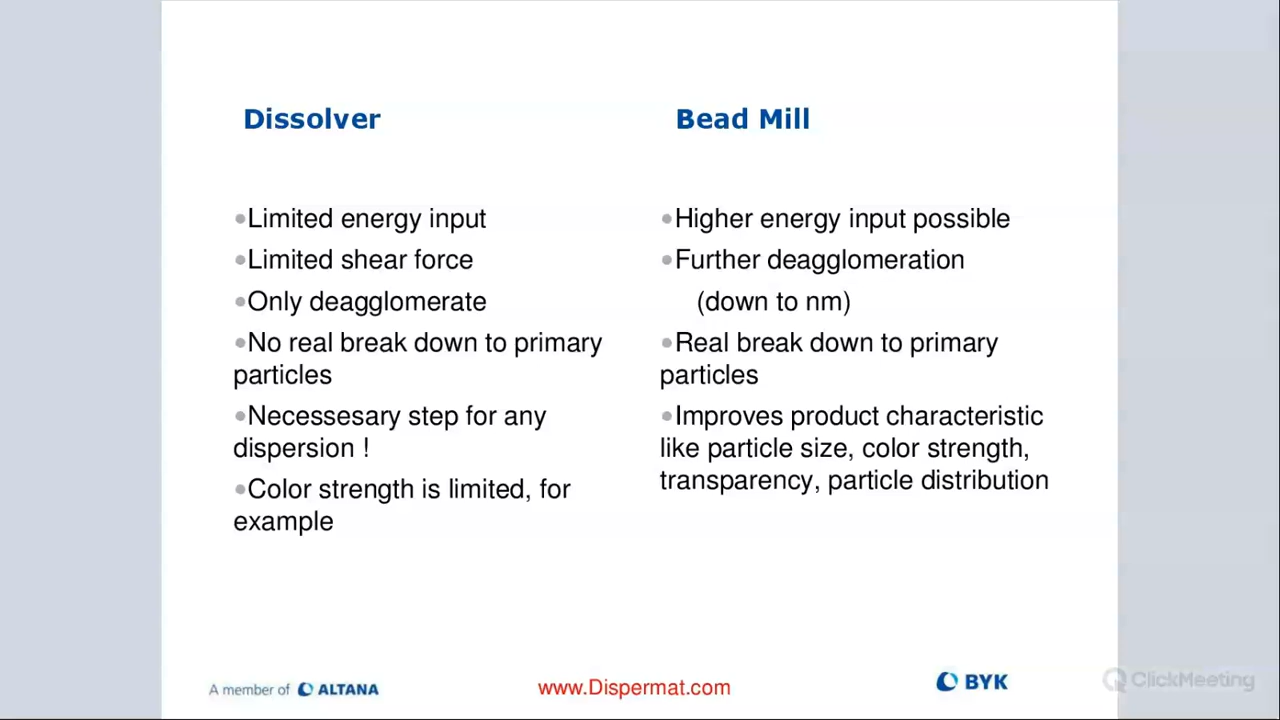 Dissolver
•Limited energy input
•Limited shear force
•Only deagglomerate
•No real break down to primary
particles
•Necessesary step for any
dispersion !
•Color strength is limited, for
example
Bead Mill
•Higher energy input possible
•Further deagglomeration
(down to nm)
•Real break down to primary
particles
•Improves product characteristic
like particle size, color strength,
transparency, particle distribution
A member of ALTANA
www.Dispermat.com
BYK
ClickMeeting